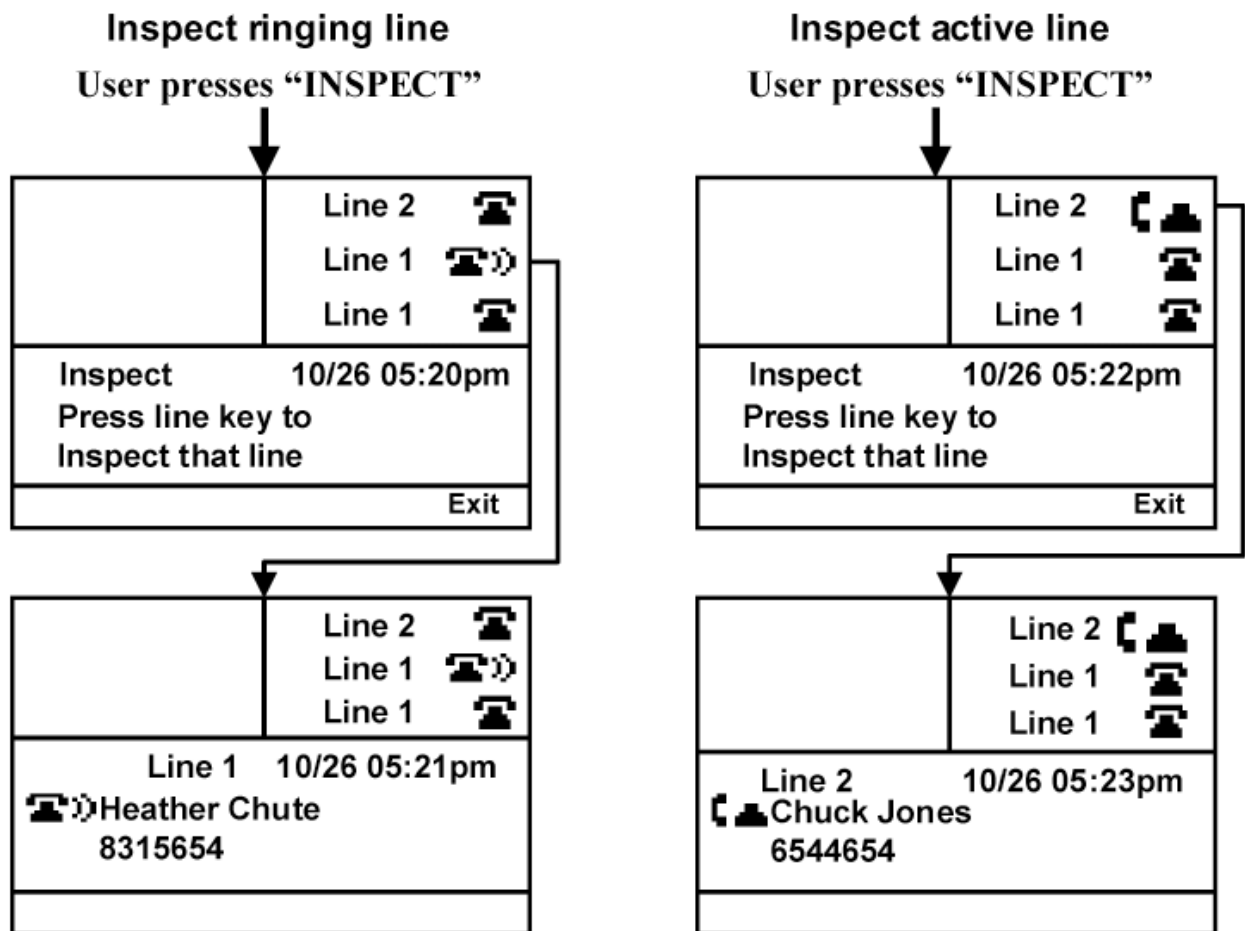 Inspect ringing line
User presses “INSPECT”
Line 2
Line 1
Line 1
Inspect 10/26 05:20pm
Press line key to
Inspect that line
Exit
Line 2
Line 1
Line 1
Line 1 10/26 05:21pm
Heather Chute
8315654
Inspect active line
User presses “INSPECT”
Line 2
Line 1
Line 1
Inspect 10/26 05:22pm
Press line key to
Inspect that line
Exit
Line 2
Line 1
Line 1
Line 2 10/26 05:23pm
Chuck Jones
6544654